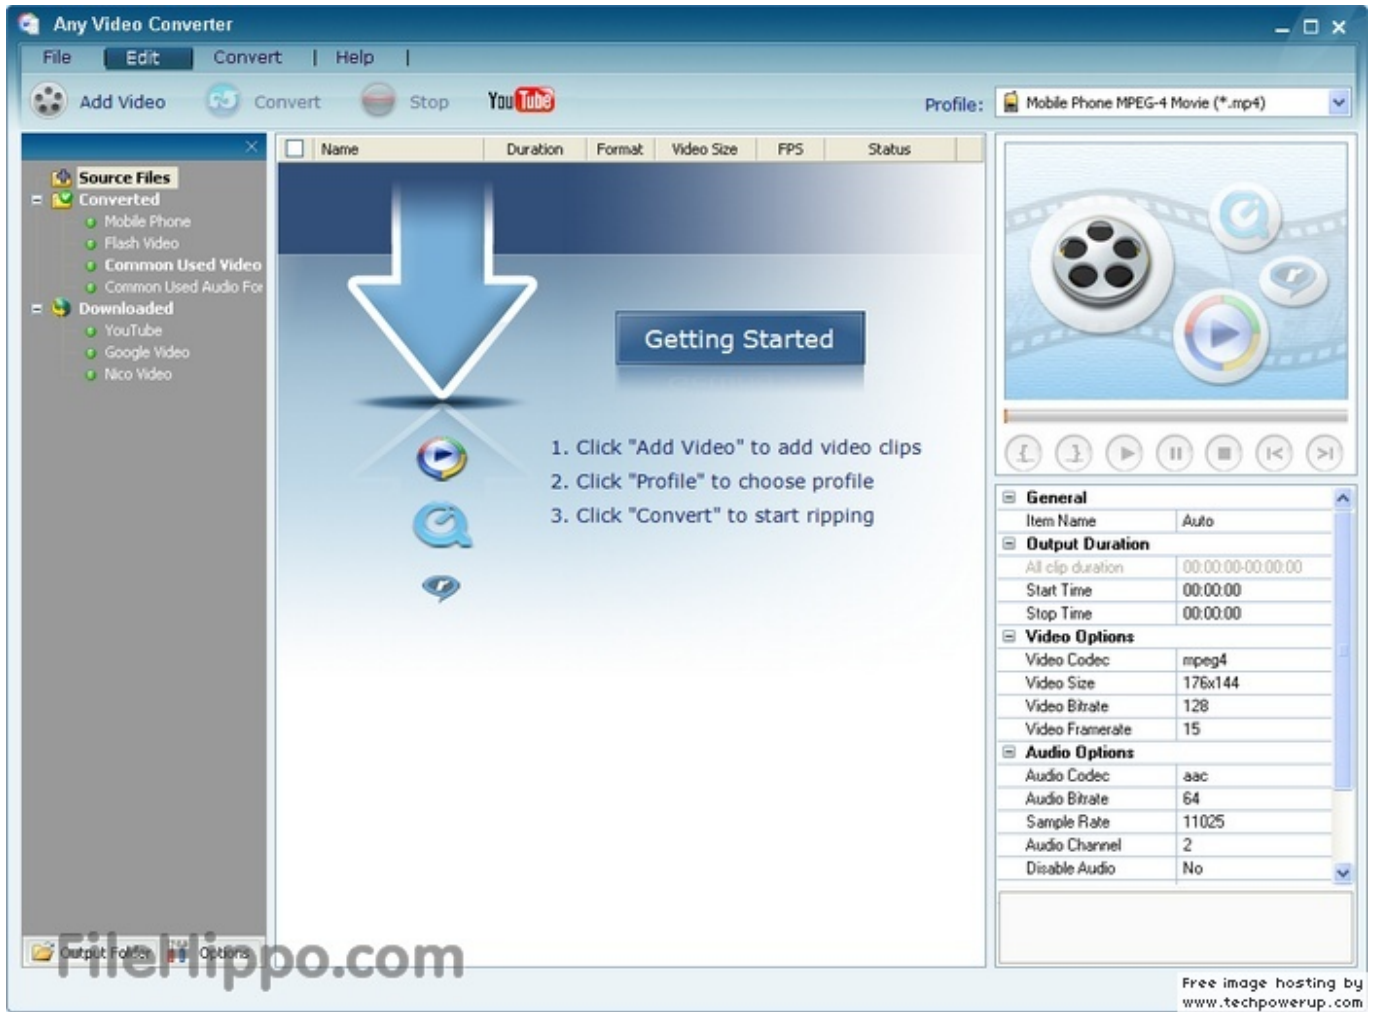 Any Video Converter
File | Edit | Convert | Help |
Add Video Convert Stop YouTube Profile: Mobile Phone MPEG-4 Movie (*.mp4)
Source Files
Converted
Mobile Phone
Flash Video
Common Used Video
Common Used Audio For
Downloaded
YouTube
Google Video
Nico Video
Output Folder Options
Name Duration Format Video Size FPS Status
Getting Started
1. Click "Add Video" to add video clips
2. Click "Profile" to choose profile
3. Click "Convert" to start ripping
General
Item Name Auto
Output Duration
All clip duration 00:00:00-00:00:00
Start Time 00:00:00
Stop Time 00:00:00
Video Options
Video Codec mpeg4
Video Size 176x144
Video Bitrate 128
Video Framerate 15
Audio Options
Audio Codec aac
Audio Bitrate 64
Sample Rate 11025
Audio Channel 2
Disable Audio No
FileHippo.com
Free image hosting by
www.techpowerup.com